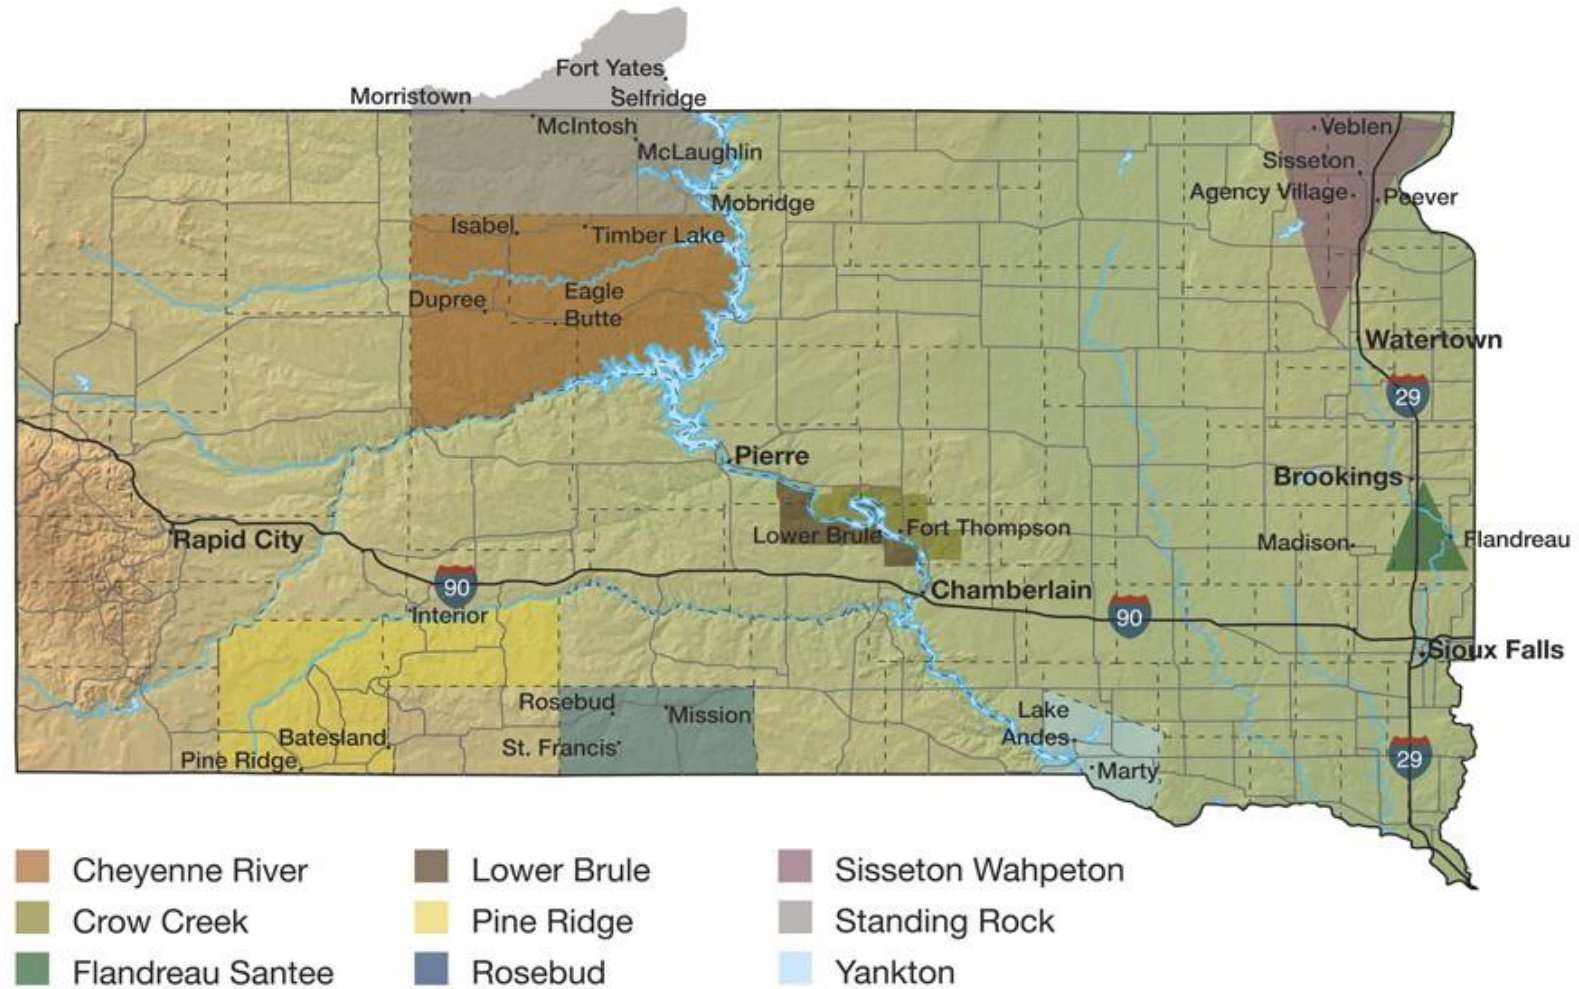 Fort Yates
Morristown
Selfridge
McIntosh
Veblen
McLaughlin
Sisseton
Agency Village
Peever
Mobridge
Isabel
Timber Lake
Dupree
Eagle
Butte
Watertown
29
Pierre
Brookings
Lower Brule
Fort Thompson
Rapid City
Madison
Flandreau
90
Chamberlain
Interior
90
Sioux Falls
Rosebud
Mission
Lake
Andes
Batesland
St. Francis
Pine Ridge
Marty
29
Cheyenne River
Crow Creek
Flandreau Santee
Lower Brule
Pine Ridge
Rosebud
Sisseton Wahpeton
Standing Rock
Yankton